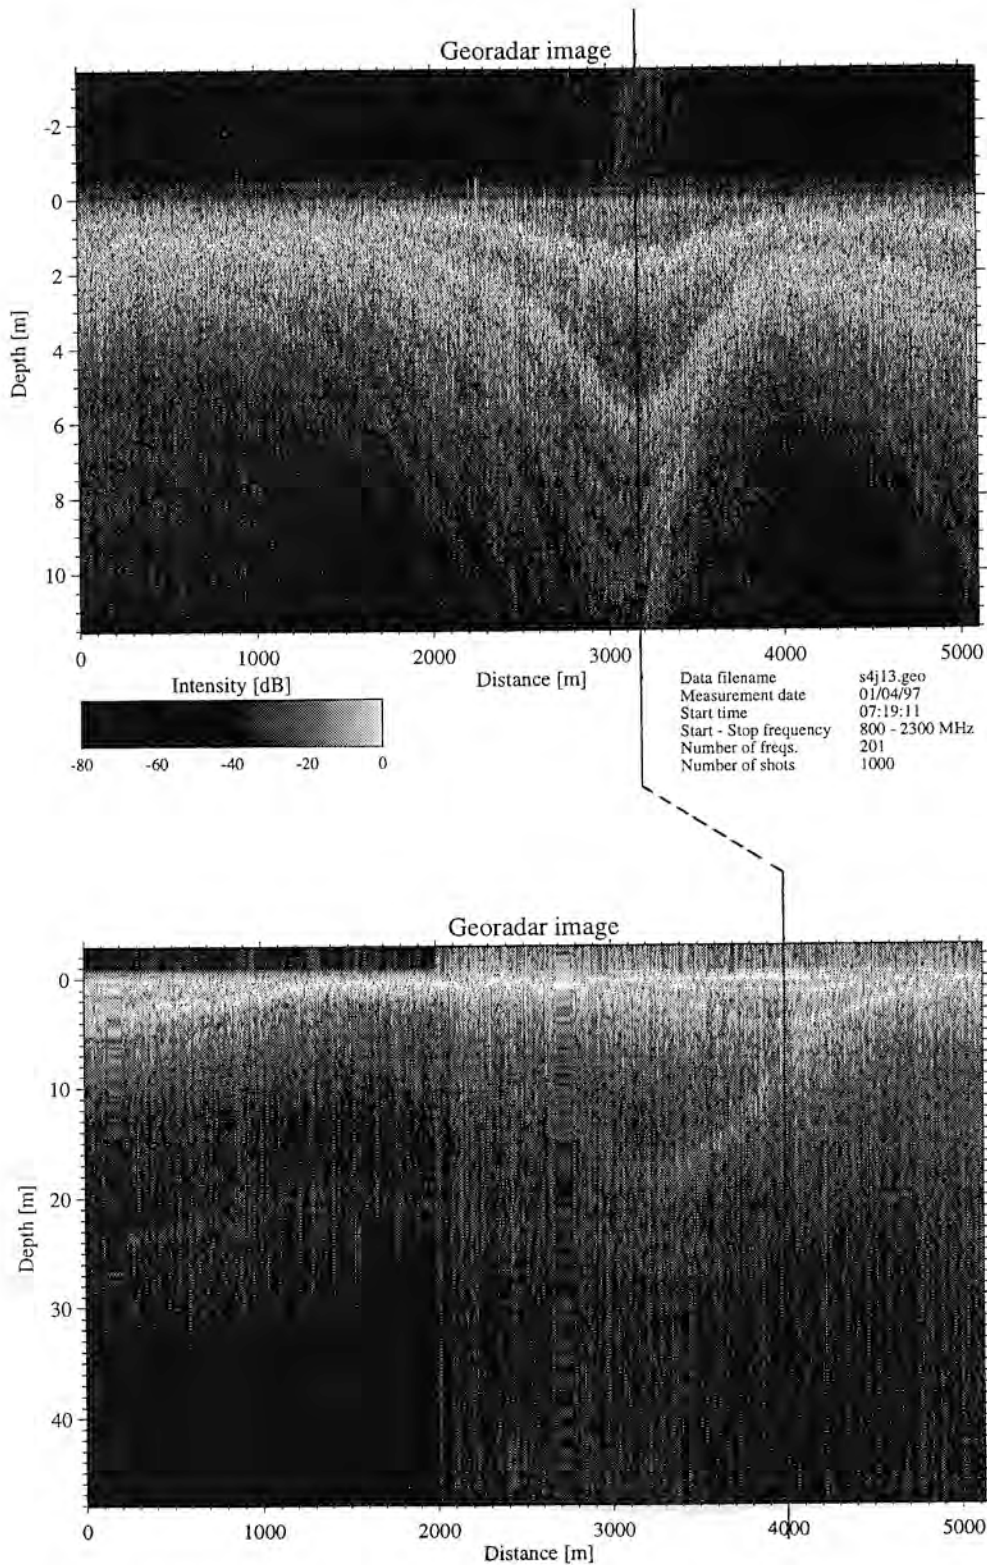 Georadar image
-2
0
2
4
6
8
10
Depth [m]
0 1000 2000 3000 4000 5000
Distance [m]
Intensity [dB]
-80 -60 -40 -20 0
Data filename s4j13.geo
Measurement date 01/04/97
Start time 07:19:11
Start - Stop frequency 800 - 2300 MHz
Number of freqs. 201
Number of shots 1000
Georadar image
0
10
20
30
40
Depth [m]
0 1000 2000 3000 4000 5000
Distance [m]